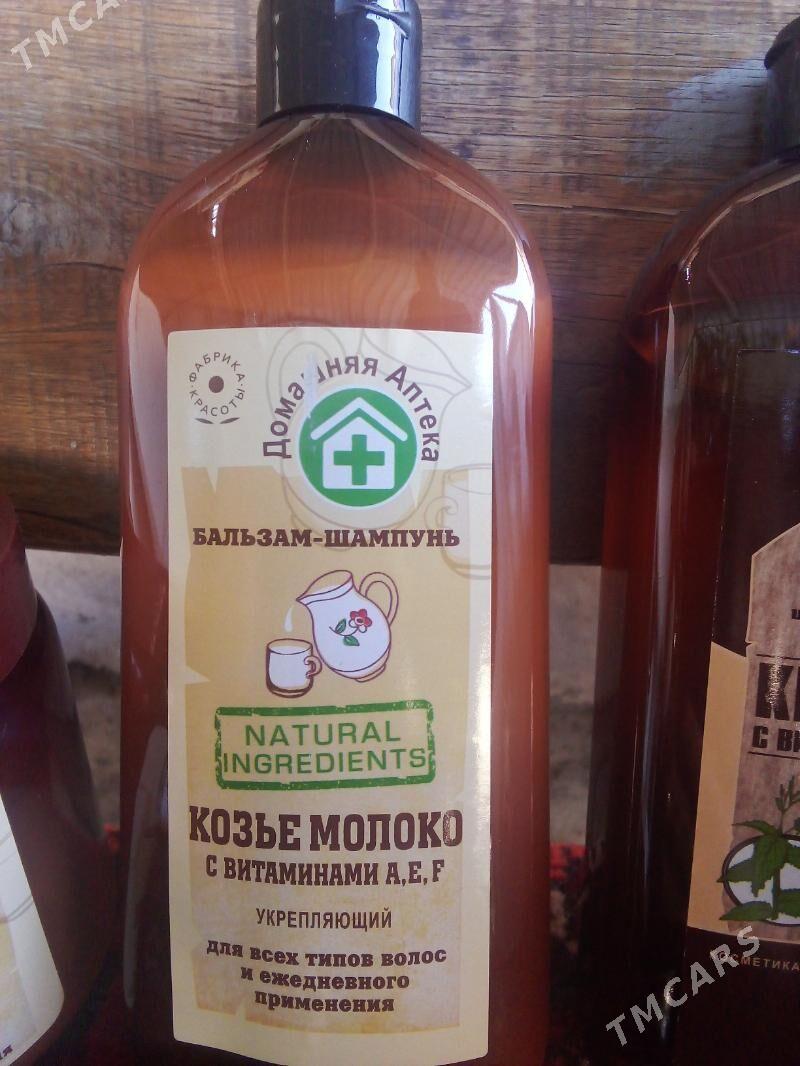 TMCARS
ФАБРИКА
КРАСОТЫ
Домашняя Аптека
БАЛЬЗАМ-ШАМПУНЬ
NATURAL
INGREDIENTS
КОЗЬЕ МОЛОКО
С ВИТАМИНАМИ А, Е, F
УКРЕПЛЯЮЩИЙ
для всех типов волос
и ежедневного
применения
TMCARS